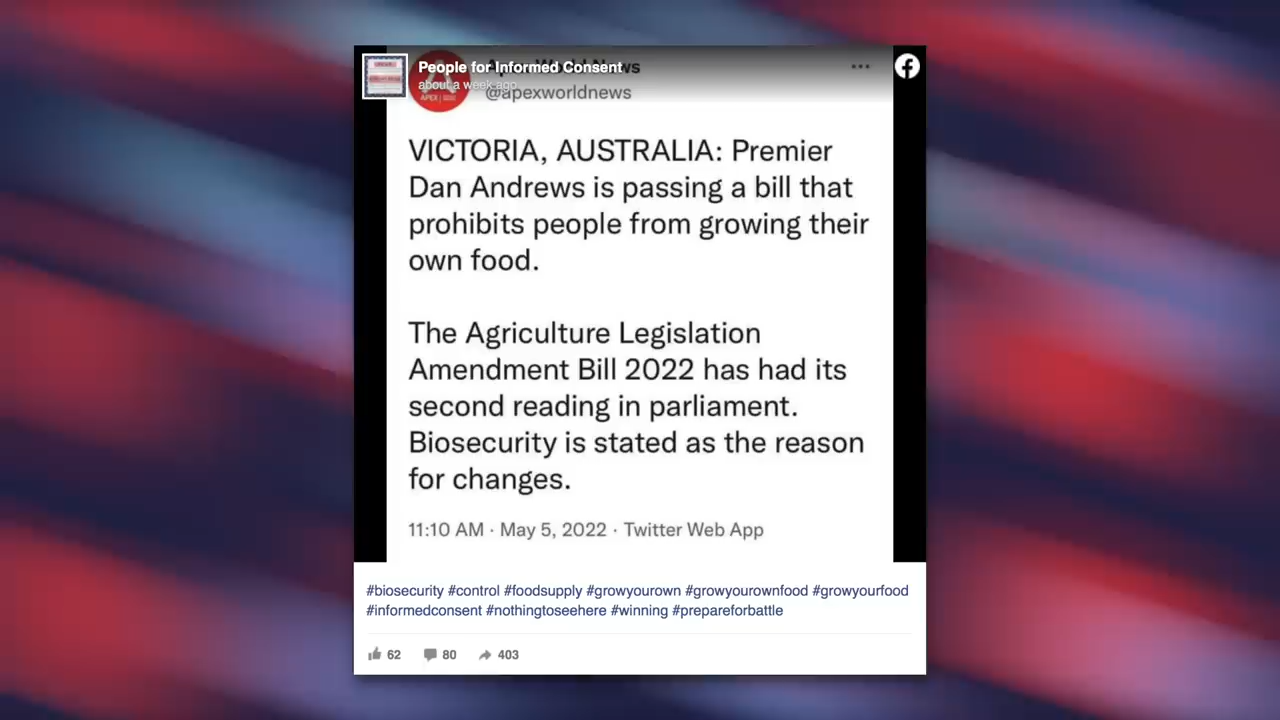 People for Informed Consent
about a week ago
@apexworldnews
VICTORIA, AUSTRALIA: Premier
Dan Andrews is passing a bill that
prohibits people from growing their
own food.
The Agriculture Legislation
Amendment Bill 2022 has had its
second reading in parliament.
Biosecurity is stated as the reason
for changes.
11:10 AM · May 5, 2022 · Twitter Web App
#biosecurity #control #foodsupply #growyourown #growyourownfood #growyourfood
#informedconsent #nothingtoseehere #winning #prepareforbattle
62 80 403